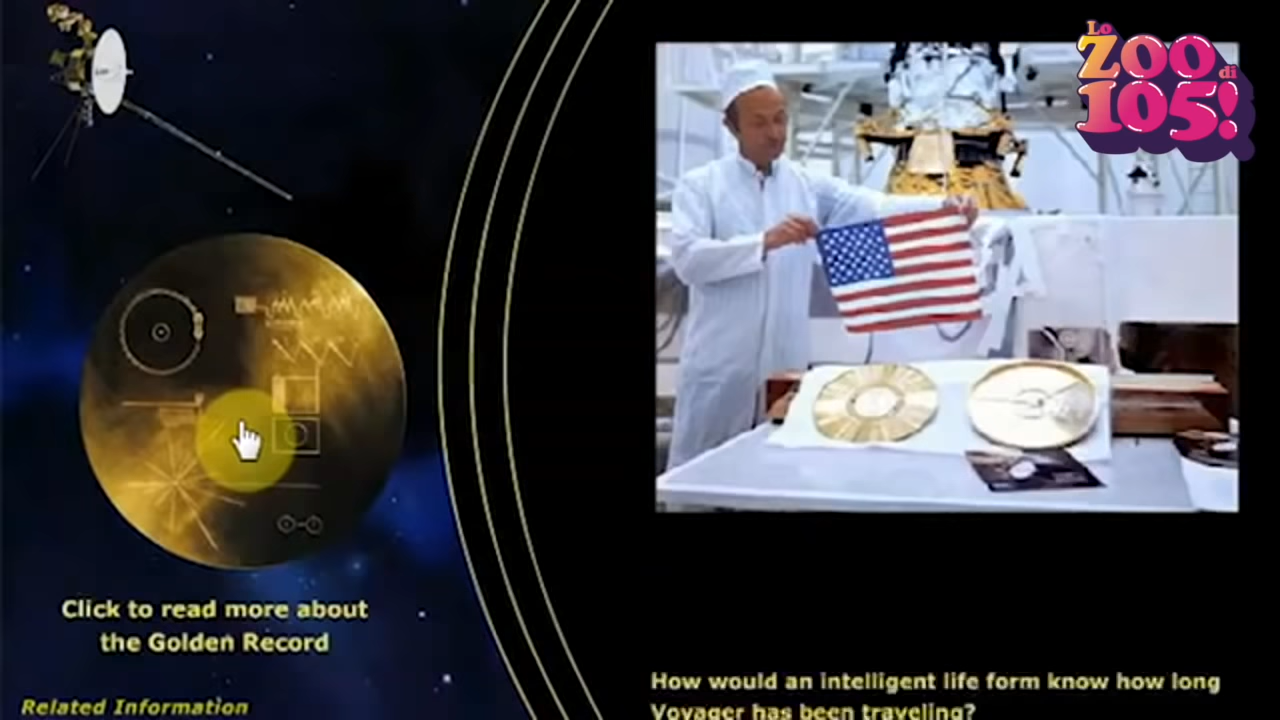 Lo
ZOO di
105!
Click to read more about
the Golden Record
Related Information
How would an intelligent life form know how long
Voyager has been traveling?